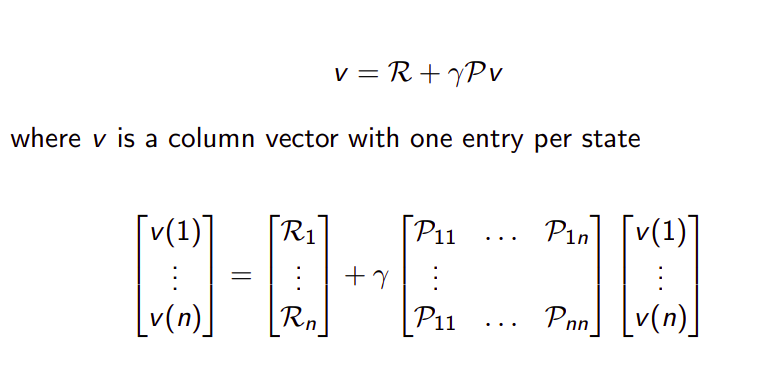 v = ℛ + γ𝒫v
where v is a column vector with one entry per state
[v(1) ⋮ v(n)] = [ℛ₁ ⋮ ℛₙ] + γ [𝒫₁₁ … 𝒫₁ₙ ⋮ 𝒫₁₁ … 𝒫ₙₙ] [v(1) ⋮ v(n)]